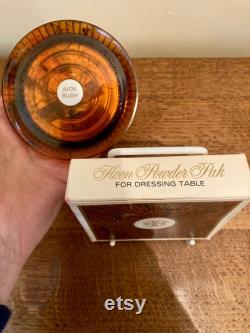 AVON
BLUSH
Avon Powder Pak
FOR DRESSING TABLE
etsy